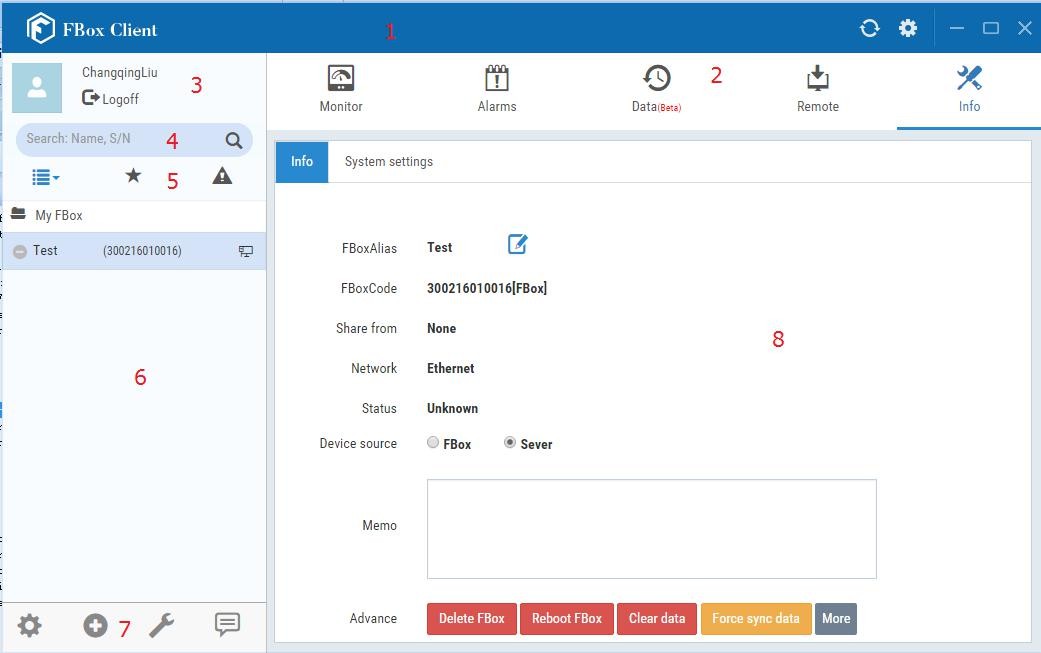 FBox Client
1
ChangqingLiu
Logoff
3
Search: Name, S/N
4
5
My FBox
Test (300216010016)
6
7
Monitor
Alarms
Data(Beta)
2
Remote
Info
Info
System settings
FBoxAlias Test
FBoxCode 300216010016[FBox]
Share from None
Network Ethernet
Status Unknown
Device source FBox Sever
8
Memo
Advance Delete FBox Reboot FBox Clear data Force sync data More